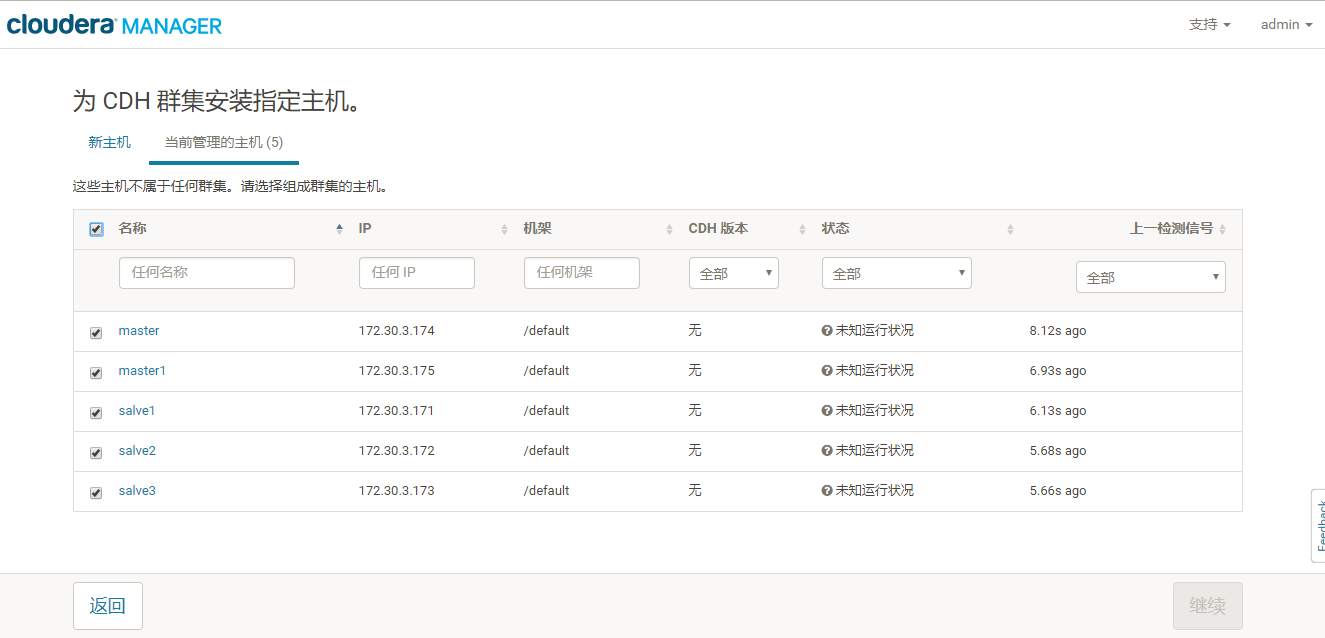 cloudera MANAGER
支持 admin
为 CDH 群集安装指定主机。
新主机 当前管理的主机 (5)
这些主机不属于任何群集。请选择组成群集的主机。
名称 IP 机架 CDH 版本 状态 上一检测信号
任何名称 任何 IP 任何机架 全部 全部 全部
master 172.30.3.174 /default 无 未知运行状况 8.12s ago
master1 172.30.3.175 /default 无 未知运行状况 6.93s ago
salve1 172.30.3.171 /default 无 未知运行状况 6.13s ago
salve2 172.30.3.172 /default 无 未知运行状况 5.68s ago
salve3 172.30.3.173 /default 无 未知运行状况 5.66s ago
Feedback
返回 继续